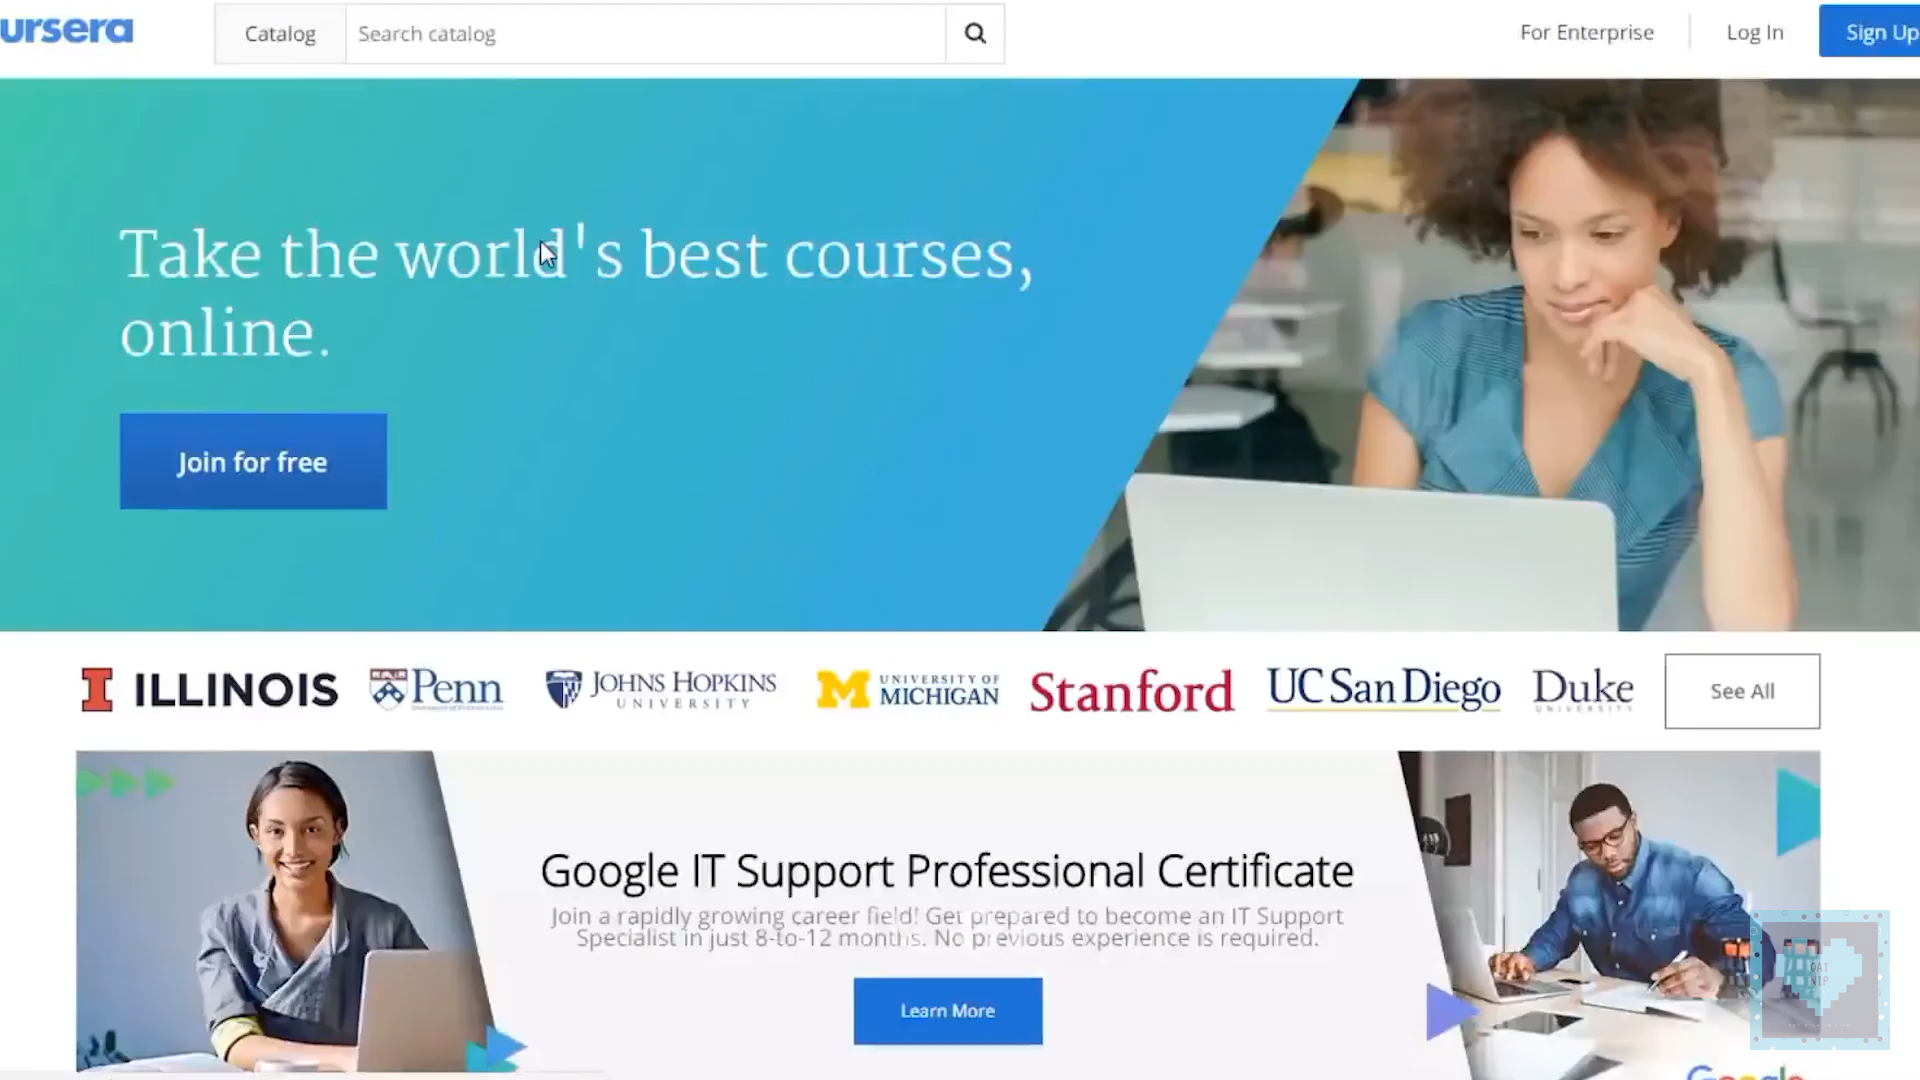 ursera
Catalog
Search catalog
For Enterprise
Log In
Sign Up
Take the world's best courses,
online.
Join for free
ILLINOIS
Penn
JOHNS HOPKINS
UNIVERSITY
UNIVERSITY OF
MICHIGAN
Stanford
UC San Diego
Duke
UNIVERSITY
See All
Google IT Support Professional Certificate
Join a rapidly growing career field! Get prepared to become an IT Support
Specialist in just 8-to-12 months. No previous experience is required.
Learn More
Google